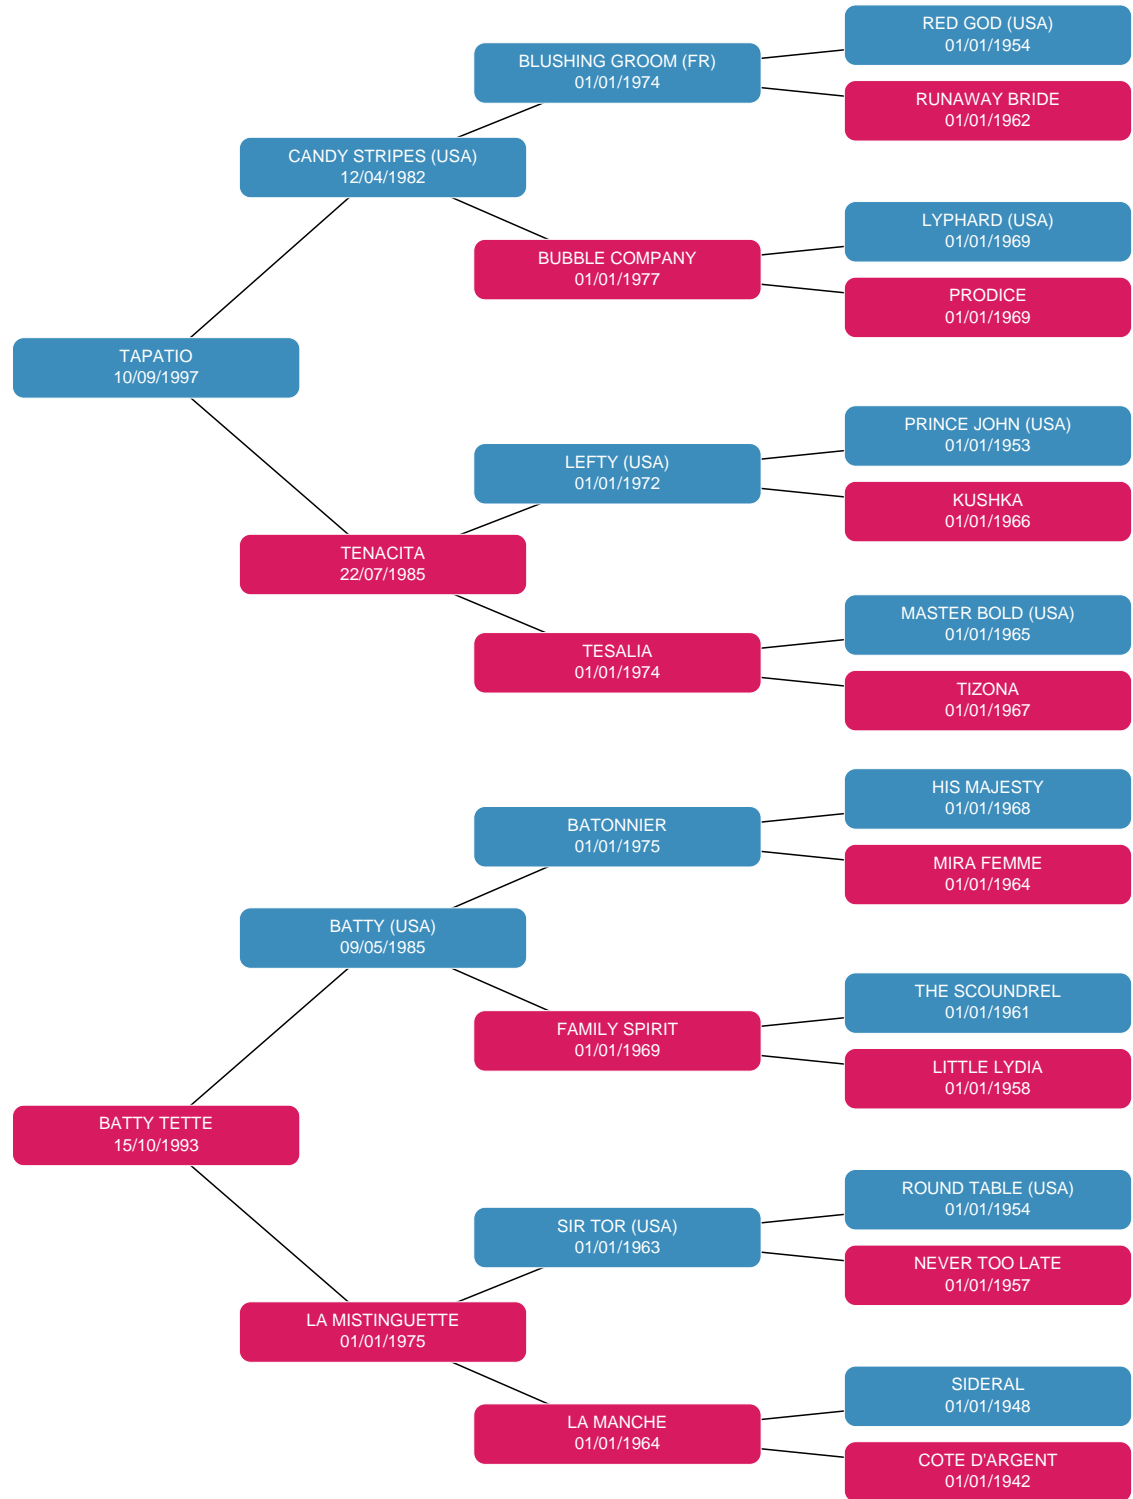 RED GOD (USA)
01/01/1954
BLUSHING GROOM (FR)
01/01/1974
RUNAWAY BRIDE
01/01/1962
CANDY STRIPES (USA)
12/04/1982
LYPHARD (USA)
01/01/1969
BUBBLE COMPANY
01/01/1977
PRODICE
01/01/1969
TAPATIO
10/09/1997
PRINCE JOHN (USA)
01/01/1953
LEFTY (USA)
01/01/1972
KUSHKA
01/01/1966
TENACITA
22/07/1985
MASTER BOLD (USA)
01/01/1965
TESALIA
01/01/1974
TIZONA
01/01/1967
HIS MAJESTY
01/01/1968
BATONNIER
01/01/1975
MIRA FEMME
01/01/1964
BATTY (USA)
09/05/1985
THE SCOUNDREL
01/01/1961
FAMILY SPIRIT
01/01/1969
LITTLE LYDIA
01/01/1958
BATTY TETTE
15/10/1993
ROUND TABLE (USA)
01/01/1954
SIR TOR (USA)
01/01/1963
NEVER TOO LATE
01/01/1957
LA MISTINGUETTE
01/01/1975
SIDERAL
01/01/1948
LA MANCHE
01/01/1964
COTE D'ARGENT
01/01/1942